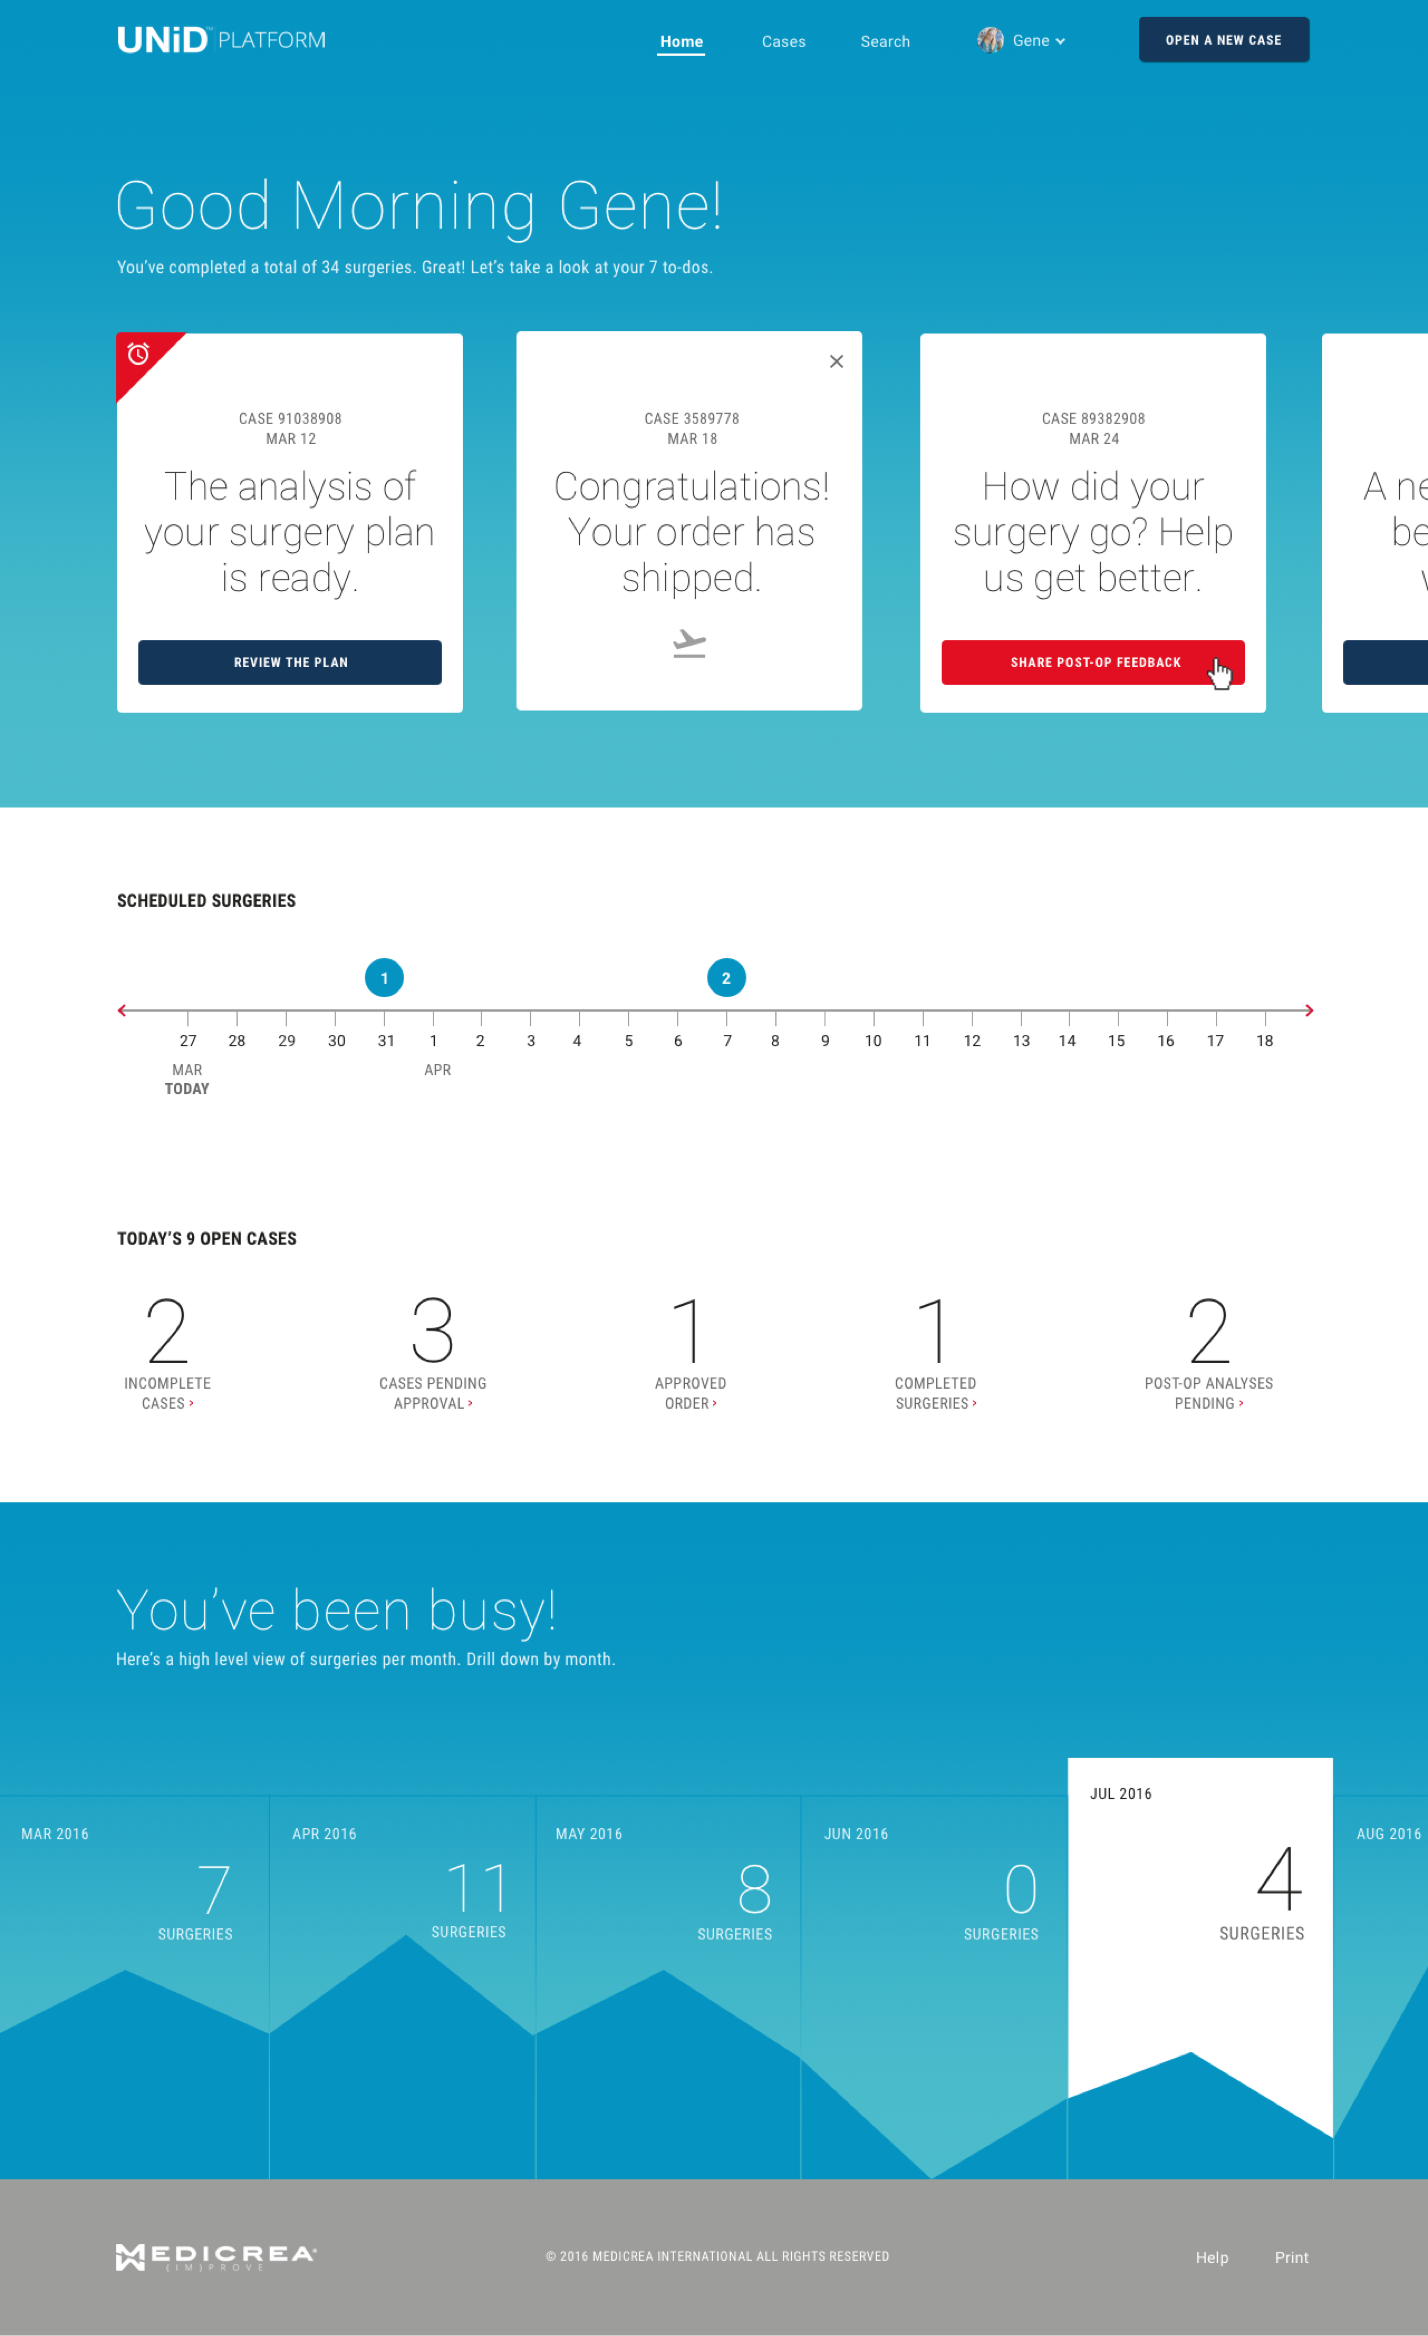 UNiD™ PLATFORM
Home
Cases
Search
Gene
OPEN A NEW CASE
Good Morning Gene!
You’ve completed a total of 34 surgeries. Great! Let’s take a look at your 7 to-dos.
CASE 91038908
MAR 12
The analysis of
your surgery plan
is ready.
REVIEW THE PLAN
CASE 3589778
MAR 18
Congratulations!
Your order has
shipped.
CASE 89382908
MAR 24
How did your
surgery go? Help
us get better.
SHARE POST-OP FEEDBACK
A ne
be
SCHEDULED SURGERIES
1
2
27 28 29 30 31 1 2 3 4 5 6 7 8 9 10 11 12 13 14 15 16 17 18
MAR
APR
TODAY
TODAY’S 9 OPEN CASES
2
INCOMPLETE
CASES ›
3
CASES PENDING
APPROVAL ›
1
APPROVED
ORDER ›
1
COMPLETED
SURGERIES ›
2
POST-OP ANALYSES
PENDING ›
You’ve been busy!
Here’s a high level view of surgeries per month. Drill down by month.
MAR 2016
7
SURGERIES
APR 2016
11
SURGERIES
MAY 2016
8
SURGERIES
JUN 2016
0
SURGERIES
JUL 2016
4
SURGERIES
AUG 2016
MEDICREA®
(IM)PROVE
© 2016 MEDICREA INTERNATIONAL ALL RIGHTS RESERVED
Help
Print